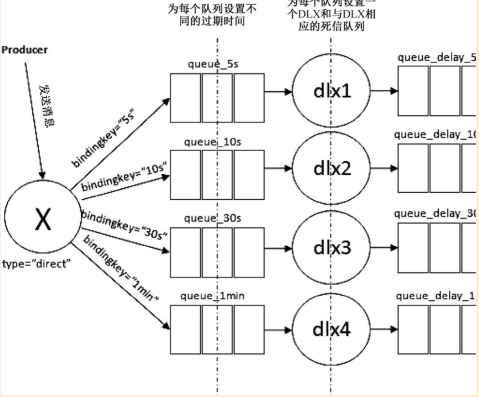 为每个队列设置不
同的过期时间
为每个队列设置一
个DLX和与DLX相
应的死信队列
Producer
发送消息
X
type="direct"
bindingkey="5s"
bindingkey="10s"
bindingkey="30s"
bindingkey="1min"
queue_5s
dlx1
queue_delay_5
queue_10s
dlx2
queue_delay_10
queue_30s
dlx3
queue_delay_30
queue_1min
dlx4
queue_delay_1